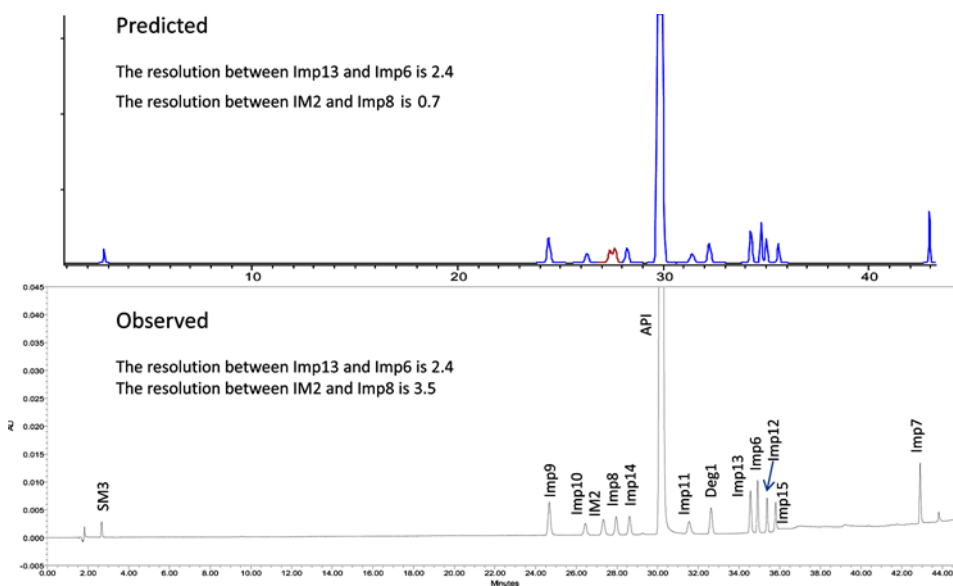 Predicted
The resolution between Imp13 and Imp6 is 2.4
The resolution between IM2 and Imp8 is 0.7
10 20 30 40
0.045
0.040
0.035
0.030
0.025
0.020
0.015
0.010
0.005
0.000
-0.005
AU
Observed
The resolution between Imp13 and Imp6 is 2.4
The resolution between IM2 and Imp8 is 3.5
SM3
Imp9
Imp10
IM2
Imp8
Imp14
API
Imp11
Deg1
Imp13
Imp6
Imp12
Imp15
Imp7
0.00 2.00 4.00 6.00 8.00 10.00 12.00 14.00 16.00 18.00 20.00 22.00 24.00 26.00 28.00 30.00 32.00 34.00 36.00 38.00 40.00 42.00 44.00
Minutes